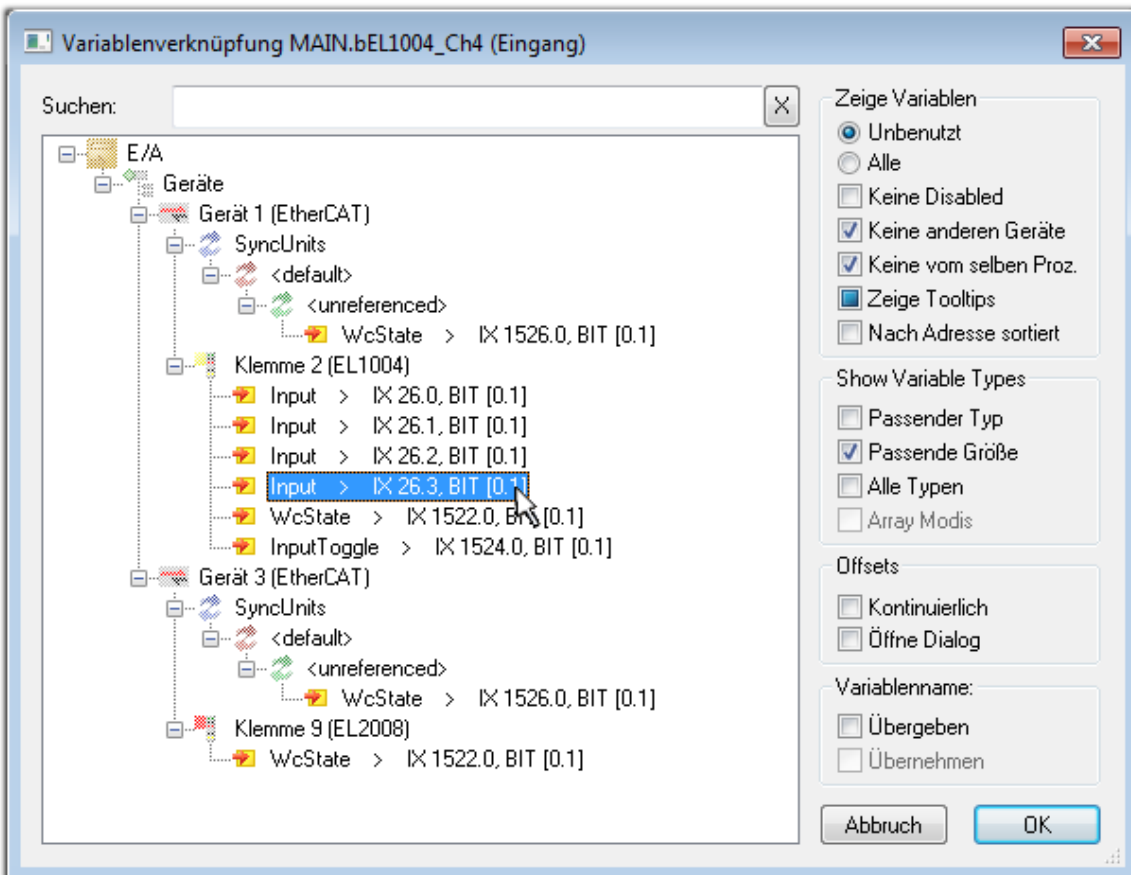 Variablenverknüpfung MAIN.bEL1004_Ch4 (Eingang)
Suchen:
E/A
Geräte
Gerät 1 (EtherCAT)
SyncUnits
<default>
<unreferenced>
WcState > IX 1526.0, BIT [0.1]
Klemme 2 (EL1004)
Input > IX 26.0, BIT [0.1]
Input > IX 26.1, BIT [0.1]
Input > IX 26.2, BIT [0.1]
Input > IX 26.3, BIT [0.1]
WcState > IX 1522.0, BIT [0.1]
InputToggle > IX 1524.0, BIT [0.1]
Gerät 3 (EtherCAT)
SyncUnits
<default>
<unreferenced>
WcState > IX 1526.0, BIT [0.1]
Klemme 9 (EL2008)
WcState > IX 1522.0, BIT [0.1]
Zeige Variablen
Unbenutzt
Alle
Keine Disabled
Keine anderen Geräte
Keine vom selben Proz.
Zeige Tooltips
Nach Adresse sortiert
Show Variable Types
Passender Typ
Passende Größe
Alle Typen
Array Modis
Offsets
Kontinuierlich
Öffne Dialog
Variablenname:
Übergeben
Übernehmen
Abbruch
OK